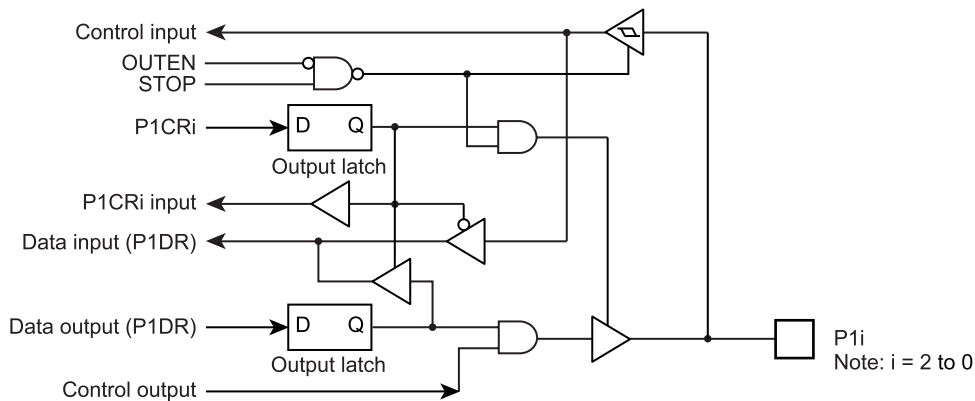 Control input
OUTEN
STOP
P1CRi
D Q
Output latch
P1CRi input
Data input (P1DR)
Data output (P1DR)
D Q
Output latch
Control output
P1i
Note: i = 2 to 0